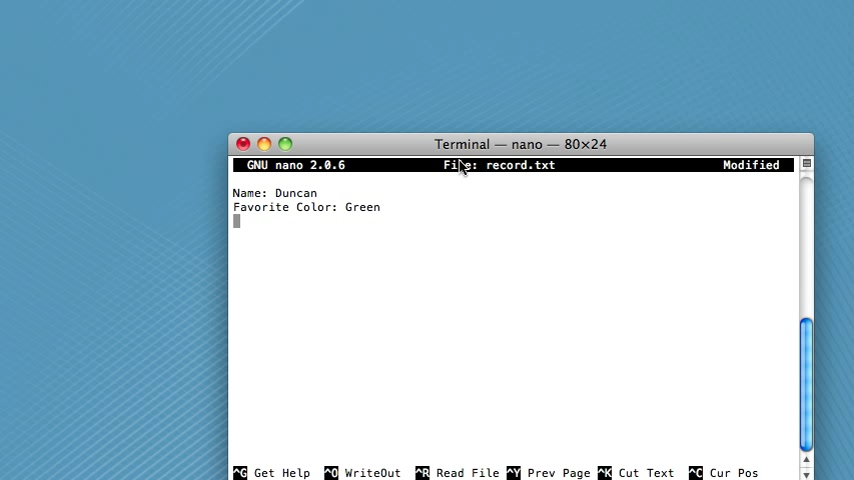 Terminal — nano — 80×24
GNU nano 2.0.6 File: record.txt Modified
Name: Duncan
Favorite Color: Green
^G Get Help ^O WriteOut ^R Read File ^Y Prev Page ^K Cut Text ^C Cur Pos